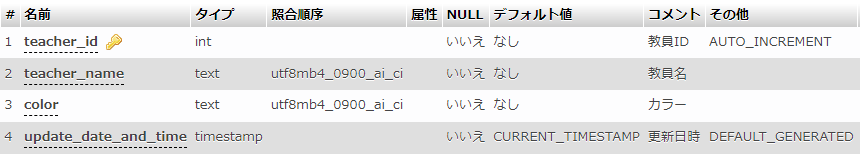 # 名前 タイプ 照合順序 属性 NULL デフォルト値 コメント その他
1 teacher_id int いいえ なし 教員ID AUTO_INCREMENT
2 teacher_name text utf8mb4_0900_ai_ci いいえ なし 教員名
3 color text utf8mb4_0900_ai_ci いいえ なし カラー
4 update_date_and_time timestamp いいえ CURRENT_TIMESTAMP 更新日時 DEFAULT_GENERATED